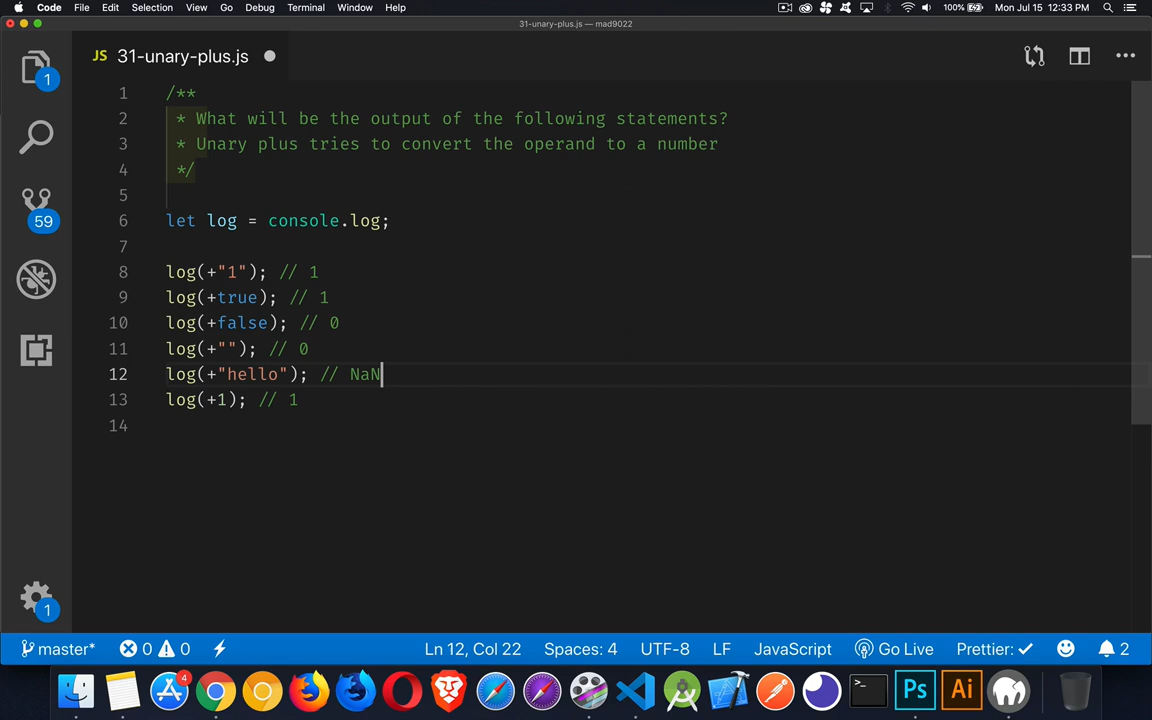 Code File Edit Selection View Go Debug Terminal Window Help 100% Mon Jul 15 12:33 PM
31-unary-plus.js — mad9022
JS 31-unary-plus.js
1 /**
2 * What will be the output of the following statements?
3 * Unary plus tries to convert the operand to a number
4 */
5
6 let log = console.log;
7
8 log(+"1"); // 1
9 log(+true); // 1
10 log(+false); // 0
11 log(+""); // 0
12 log(+"hello"); // NaN
13 log(+1); // 1
14
1
59
1
master* 0 0 Ln 12, Col 22 Spaces: 4 UTF-8 LF JavaScript Go Live Prettier: ✓ 2
4
>_
Ps
Ai